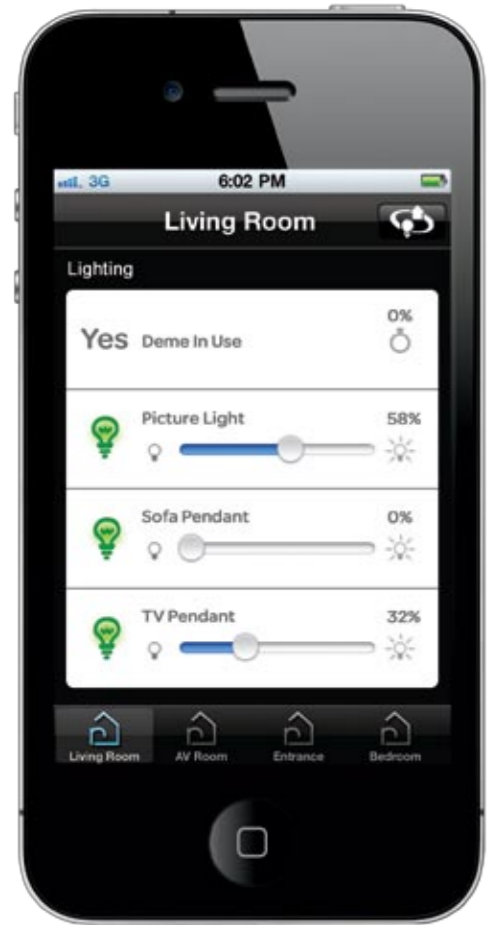 3G 6:02 PM
Living Room
Lighting
0%
Yes Deme In Use
Picture Light 58%
Sofa Pendant 0%
TV Pendant 32%
Living Room AV Room Entrance Bedroom